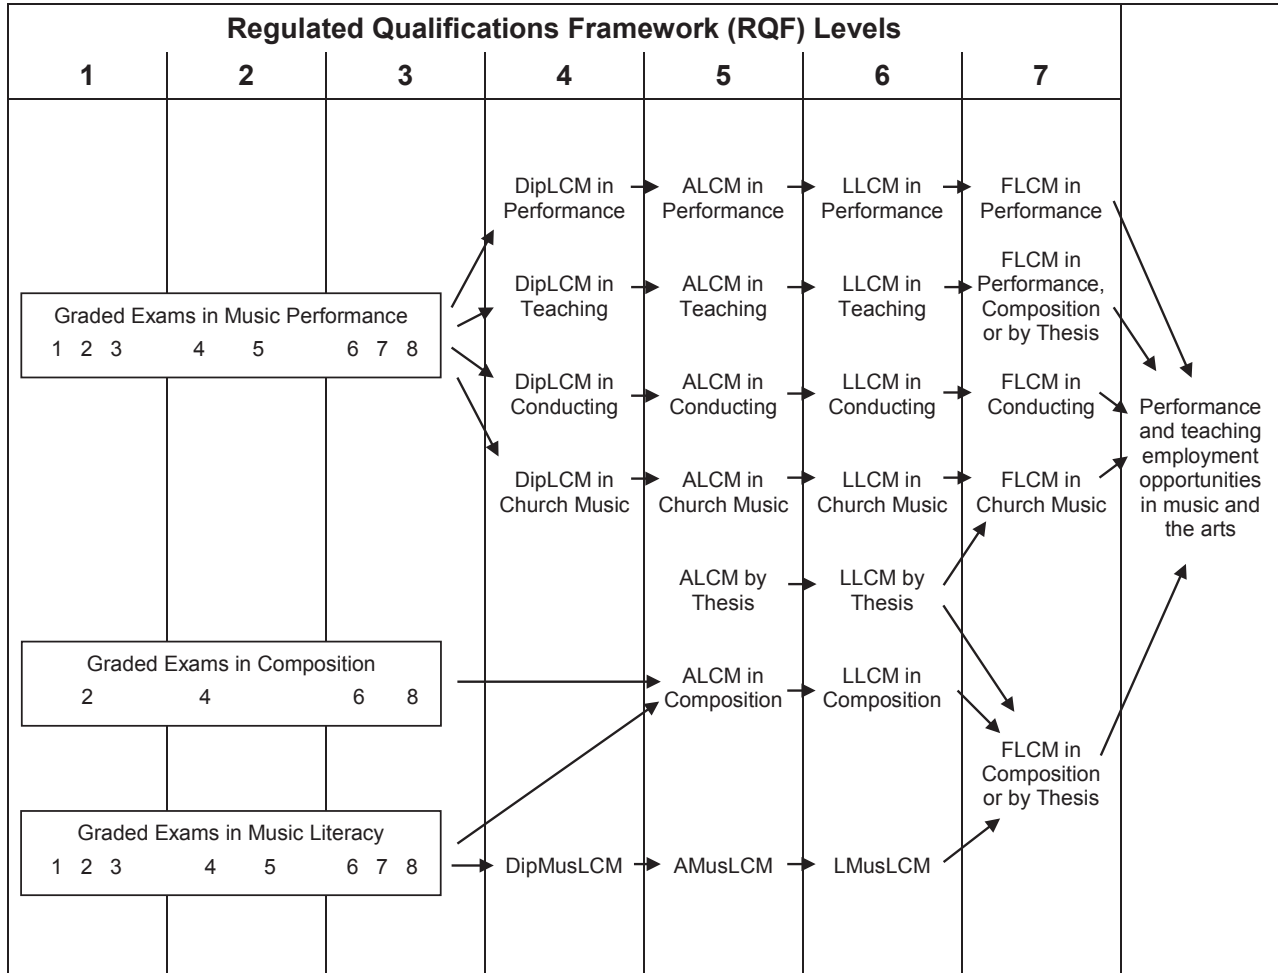 Regulated Qualifications Framework (RQF) Levels
1 2 3 4 5 6 7
DipLCM in
Performance
ALCM in
Performance
LLCM in
Performance
FLCM in
Performance
Graded Exams in Music Performance
1 2 3 4 5 6 7 8
DipLCM in
Teaching
ALCM in
Teaching
LLCM in
Teaching
FLCM in
Performance,
Composition
or by Thesis
DipLCM in
Conducting
ALCM in
Conducting
LLCM in
Conducting
FLCM in
Conducting
DipLCM in
Church Music
ALCM in
Church Music
LLCM in
Church Music
FLCM in
Church Music
Performance
and teaching
employment
opportunities
in music and
the arts
ALCM by
Thesis
LLCM by
Thesis
Graded Exams in Composition
2 4 6 8
ALCM in
Composition
LLCM in
Composition
FLCM in
Composition
or by Thesis
Graded Exams in Music Literacy
1 2 3 4 5 6 7 8
DipMusLCM
AMusLCM
LMusLCM